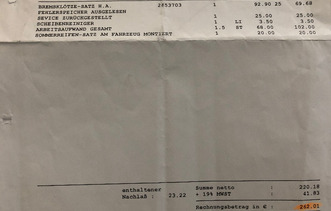 BREMSKLÖTZE-SATZ H.A. 2453703 1 92.90 25 69.68
FEHLERSPEICHER AUSGELESEN
SEVICE ZURÜCKGESTELLT 1 25.00 25.00
SCHEIBENREINIGER 1 LI 3.50 3.50
ARBEITSAUFWAND GESAMT 1.5 ST 68.00 102.00
SOMMERREIFEN-SATZ AM FAHRZEUG MONTIERT 1 20.00 20.00
enthaltener Summe netto : 220.18
Nachlaß : 23.22 + 19% MWST : 41.83
Rechnungsbetrag in € : 262.01